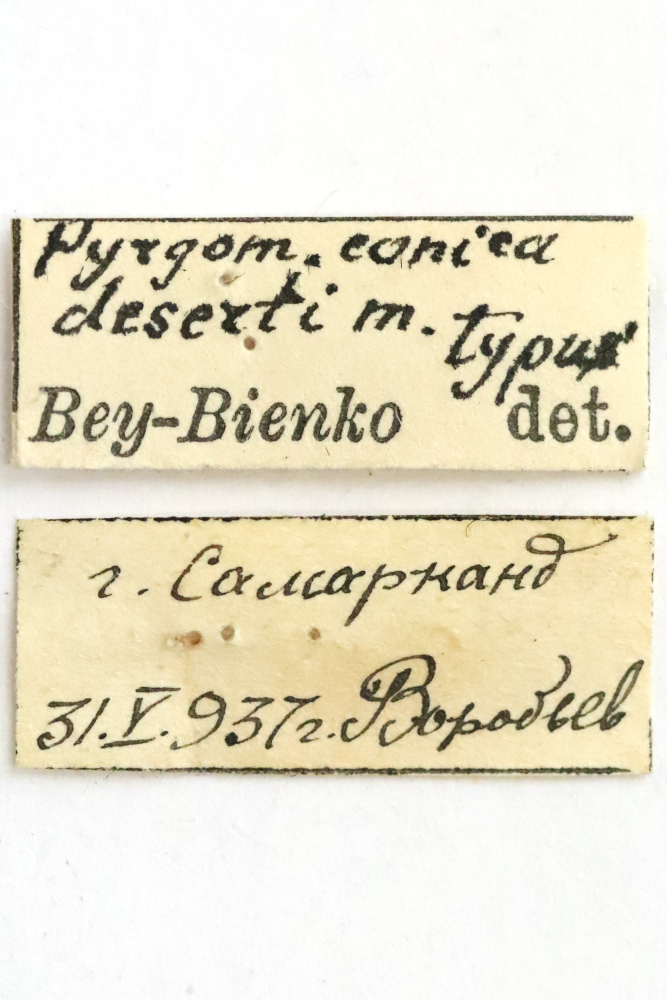 Pyrgom. conica
deserti m. typus
Bey-Bienko det.
г. Самарканд
31.V.937г. Воробьев